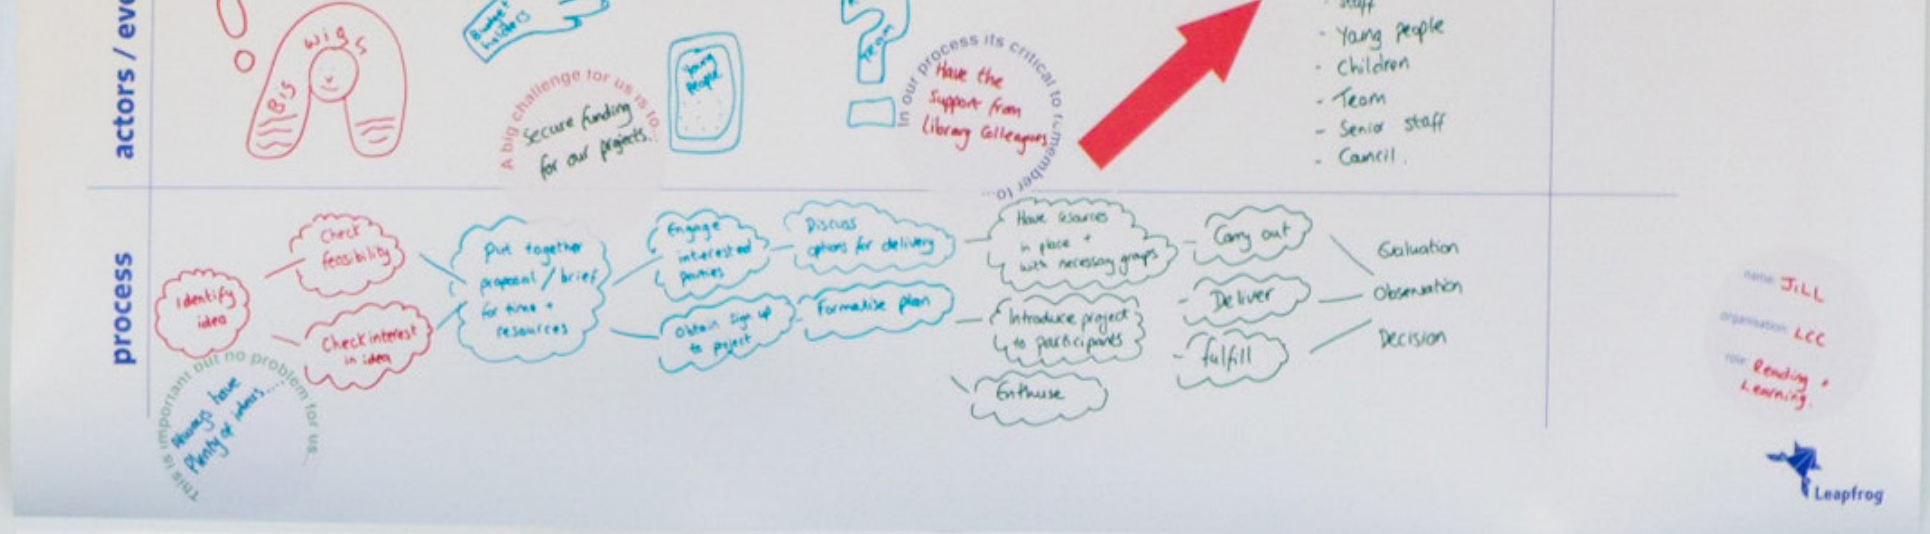 actors / eve
Big
wigs
Budget
holders
A big challenge for us is to...
Secure funding
for our projects.
Young
people
Team
In our process its critical to remember to...
Have the
Support from
Library Colleagues
- Staff
- Young people
- Children
- Team
- Senior staff
- Council.
process
Identify
idea
Check
feasibility
Check interest
in idea
Put together
proposal / brief
for time +
resources
Engage
interested
parties
Obtain sign up
to project
Discuss
options for delivery
Formalise plan
Have resources
in place +
with necessary groups
Introduce project
to participants
Enthuse
Carry out
Deliver
fulfill
Evaluation
Observation
Decision
This is important but no problem for us...
Always have
Plenty of ideas....
name: JILL
organisation: LCC
role: Reading +
Learning.
Leapfrog